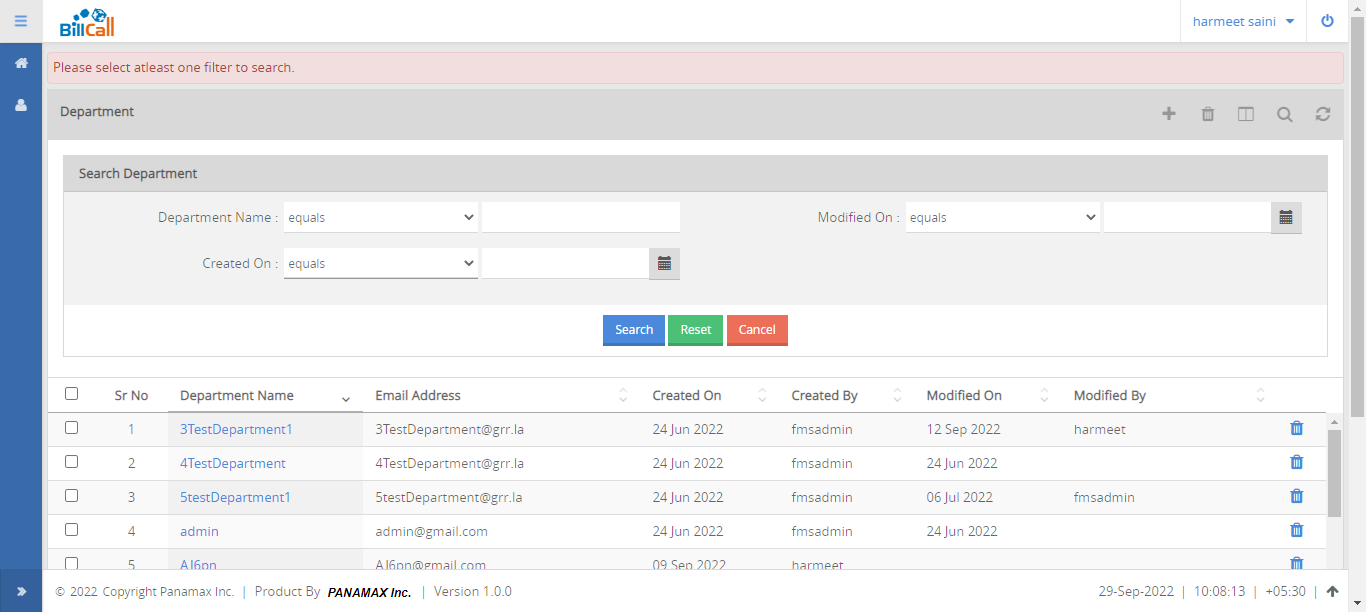 BillCall
harmeet saini
Please select atleast one filter to search.
Department
Search Department
Department Name : equals
Modified On : equals
Created On : equals
Search Reset Cancel
Sr No Department Name Email Address Created On Created By Modified On Modified By
1 3TestDepartment1 3TestDepartment@grr.la 24 Jun 2022 fmsadmin 12 Sep 2022 harmeet
2 4TestDepartment 4TestDepartment@grr.la 24 Jun 2022 fmsadmin 24 Jun 2022
3 5testDepartment1 5testDepartment@grr.la 24 Jun 2022 fmsadmin 06 Jul 2022 fmsadmin
4 admin admin@gmail.com 24 Jun 2022 fmsadmin 24 Jun 2022
5 AJ6pn AJ6pn@gmail.com 09 Sep 2022 harmeet
© 2022 Copyright Panamax Inc. | Product By PANAMAX Inc. | Version 1.0.0
29-Sep-2022 | 10:08:13 | +05:30 |